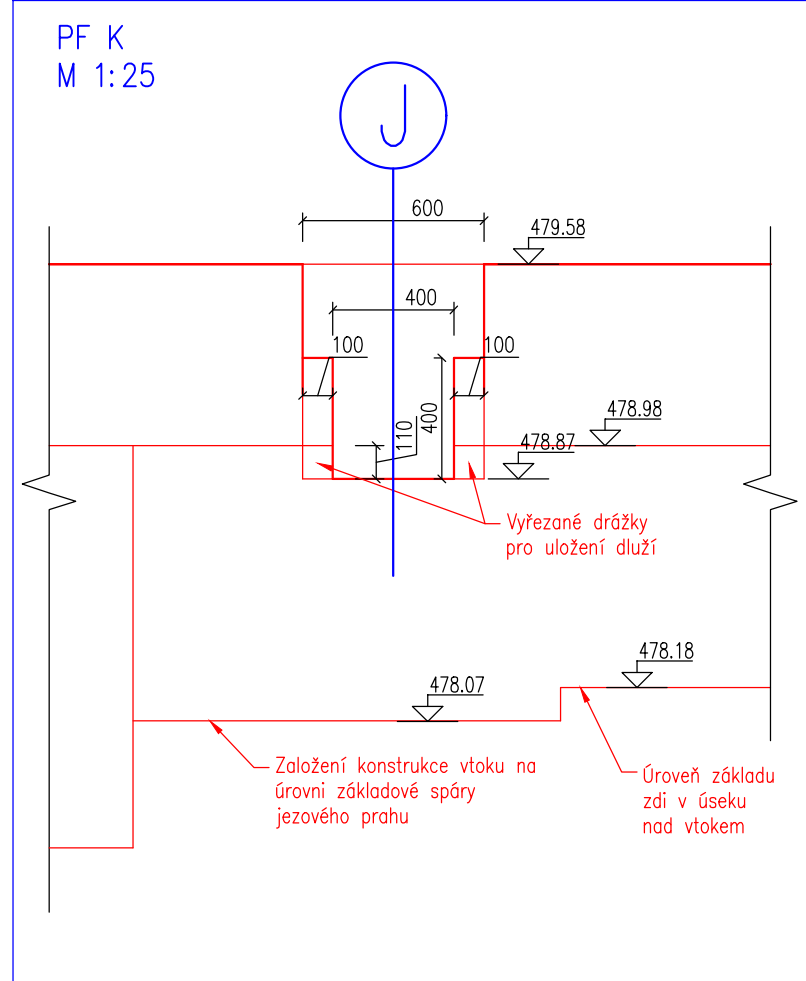 PF K
M 1:25
J
600
479.58
400
100
100
400
110
478.98
478.87
Vyřezané drážky
pro uložení dluží
478.18
478.07
Založení konstrukce vtoku na
úrovni základové spáry
jezového prahu
Úroveň základu
zdi v úseku
nad vtokem